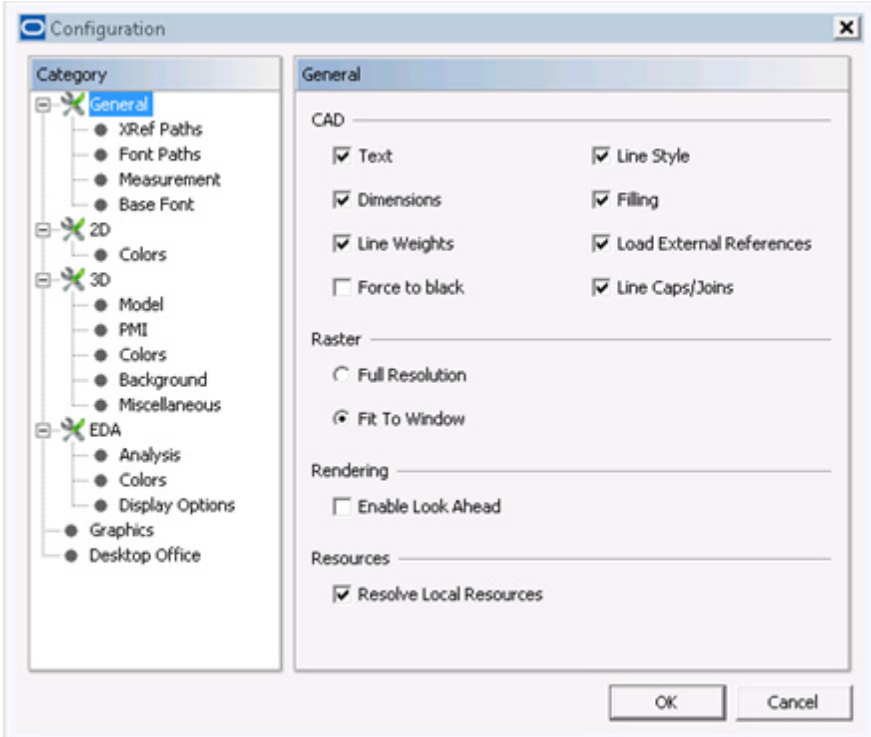 Configuration
Category
General
XRef Paths
Font Paths
Measurement
Base Font
2D
Colors
3D
Model
PMI
Colors
Background
Miscellaneous
EDA
Analysis
Colors
Display Options
Graphics
Desktop Office
General
CAD
Text
Line Style
Dimensions
Filling
Line Weights
Load External References
Force to black
Line Caps/Joins
Raster
Full Resolution
Fit To Window
Rendering
Enable Look Ahead
Resources
Resolve Local Resources
OK
Cancel